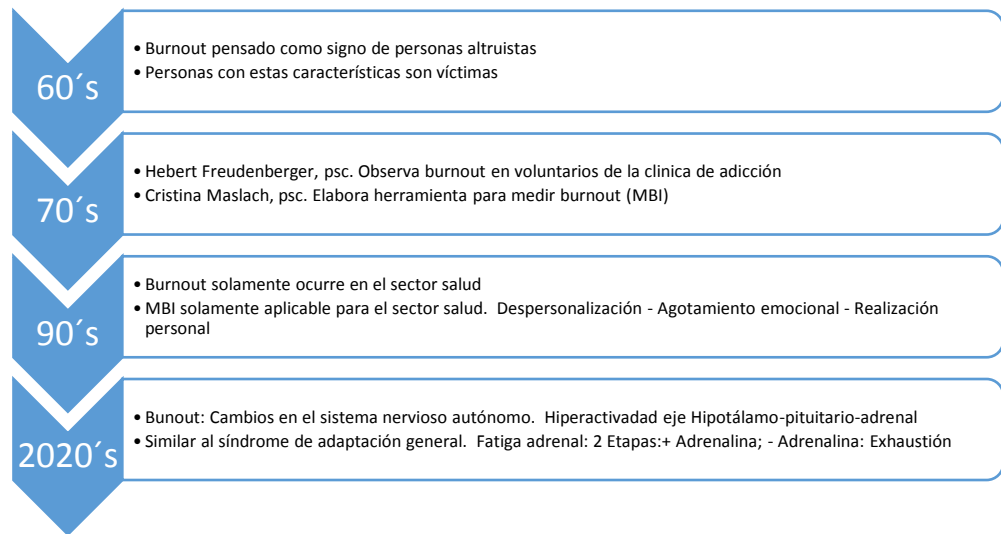 60´s
• Burnout pensado como signo de personas altruistas
• Personas con estas características son víctimas
70´s
• Hebert Freudenberger, psc. Observa burnout en voluntarios de la clinica de adicción
• Cristina Maslach, psc. Elabora herramienta para medir burnout (MBI)
90´s
• Burnout solamente ocurre en el sector salud
• MBI solamente aplicable para el sector salud.  Despersonalización - Agotamiento emocional - Realización
personal
2020´s
• Bunout: Cambios en el sistema nervioso autónomo.  Hiperactivadad eje Hipotálamo-pituitario-adrenal
• Similar al síndrome de adaptación general.  Fatiga adrenal: 2 Etapas:+ Adrenalina; - Adrenalina: Exhaustión